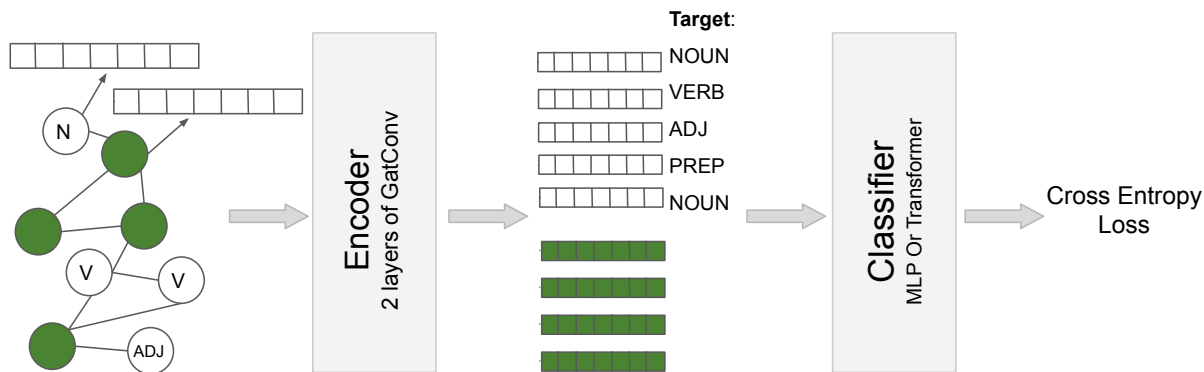 N
V
V
ADJ
Encoder
2 layers of GatConv
Target:
NOUN
VERB
ADJ
PREP
NOUN
Classifier
MLP Or Transformer
Cross Entropy
Loss